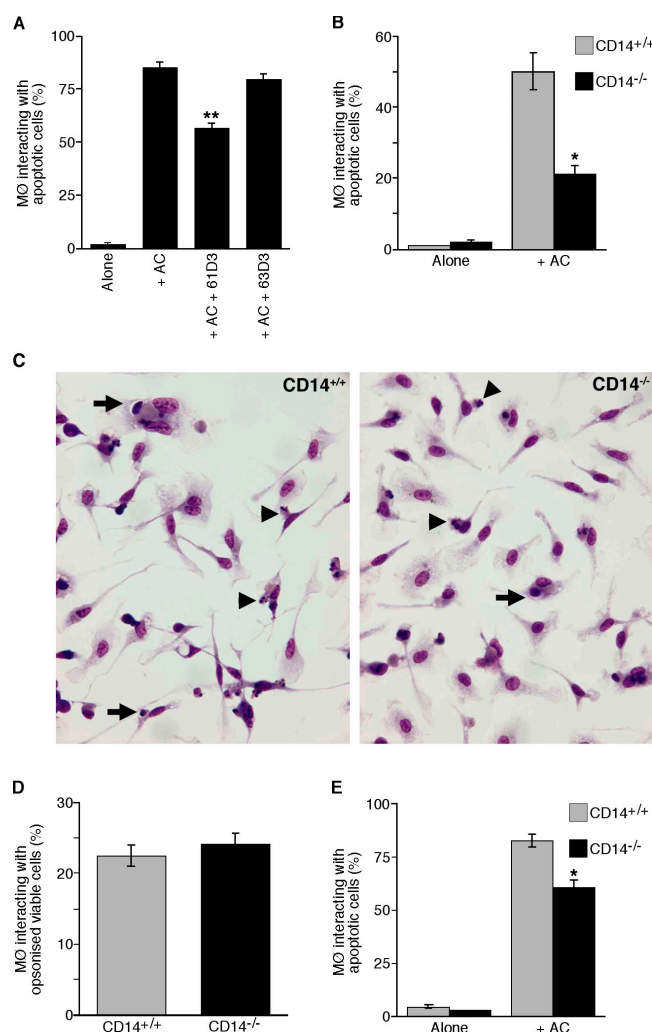 A
MØ interacting with
apoptotic cells (%)
75
50
25
0
**
Alone
+ AC
+ AC + 61D3
+ AC + 63D3
B
MØ interacting with
apoptotic cells (%)
60
40
20
0
CD14+/+
CD14-/-
*
Alone
+ AC
C
CD14+/+
CD14-/-
D
MØ interacting with
opsonised viable cells (%)
30
20
10
0
CD14+/+
CD14-/-
E
MØ interacting with
apoptotic cells (%)
100
75
50
25
0
CD14+/+
CD14-/-
*
Alone
+ AC